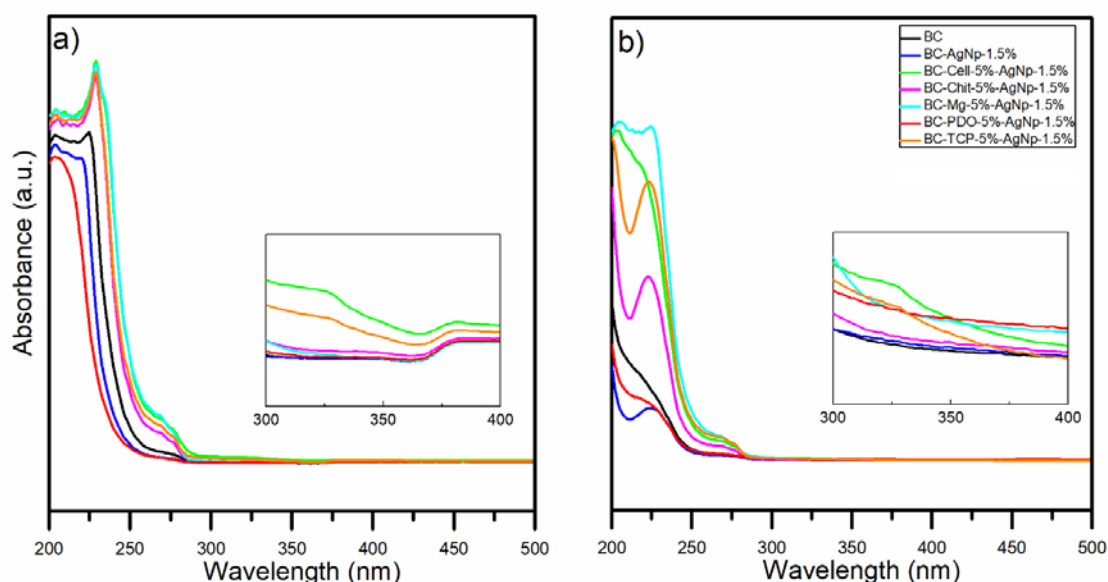 a)
b)
BC
BC-AgNp-1.5%
BC-Cell-5%-AgNp-1.5%
BC-Chit-5%-AgNp-1.5%
BC-Mg-5%-AgNp-1.5%
BC-PDO-5%-AgNp-1.5%
BC-TCP-5%-AgNp-1.5%
Absorbance (a.u.)
300 350 400
300 350 400
200 250 300 350 400 450 500
200 250 300 350 400 450 500
Wavelength (nm)
Wavelength (nm)